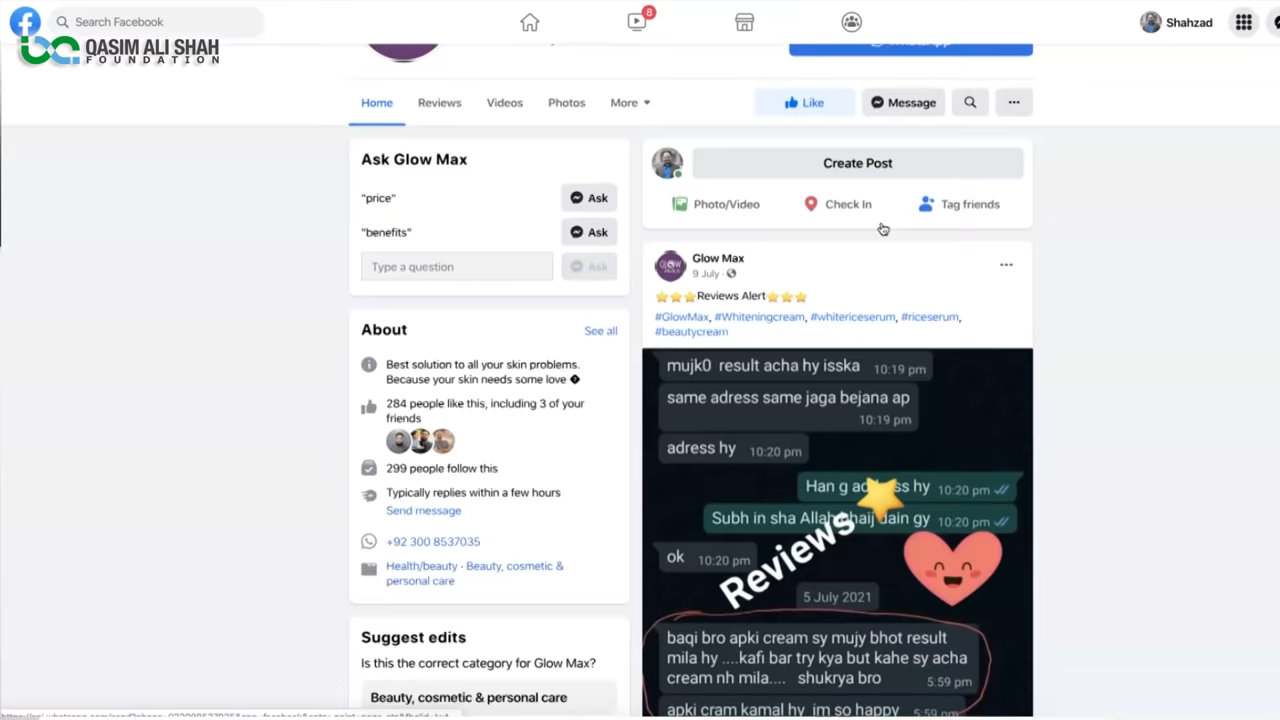 Search Facebook
8
Shahzad
QASIM ALI SHAH
FOUNDATION
Home
Reviews
Videos
Photos
More
Like
Message
Ask Glow Max
"price"
Ask
"benefits"
Ask
Type a question
Ask
About
See all
Best solution to all your skin problems.
Because your skin needs some love
284 people like this, including 3 of your
friends
299 people follow this
Typically replies within a few hours
Send message
+92 300 8537035
Health/beauty · Beauty, cosmetic &
personal care
Suggest edits
Is this the correct category for Glow Max?
Beauty, cosmetic & personal care
Create Post
Photo/Video
Check In
Tag friends
Glow Max
9 July ·
Reviews Alert
#GlowMax, #Whiteningcream, #whitericeserum, #riceserum,
#beautycream
mujk0 result acha hy isska 10:19 pm
same adress same jaga bejana ap
10:19 pm
adress hy 10:20 pm
Han g hy 10:20 pm
Subh in sha Allah dain gy 10:20 pm
ok 10:20 pm
Reviews
5 July 2021
baqi bro apki cream sy mujy bhot result
mila hy ....kafi bar try kya but kahe sy acha
cream nh mila.... shukrya bro 5:59 pm
apki cram kamal hy im so happy 5:59 pm